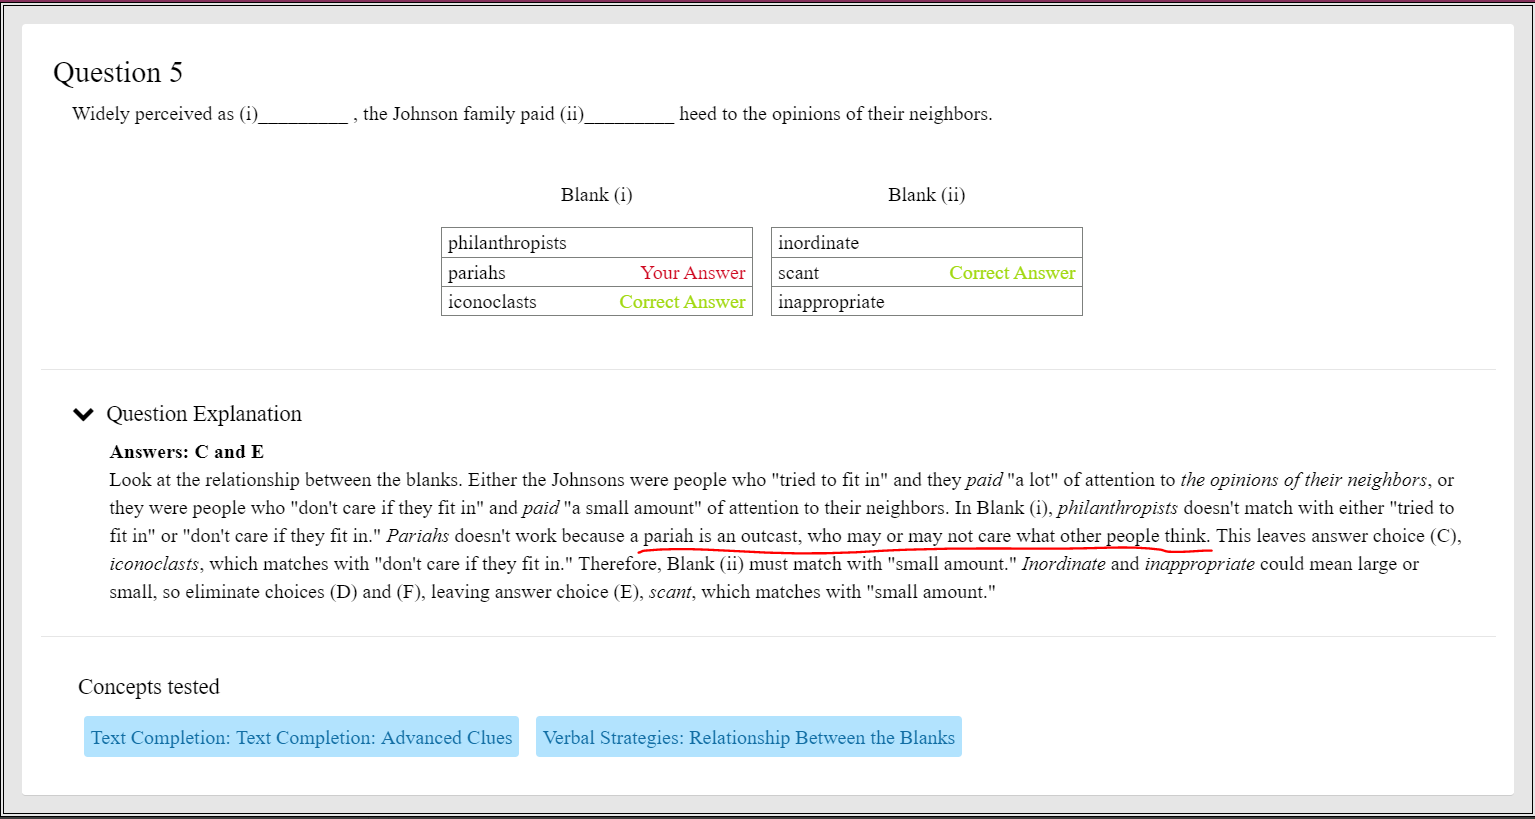 Question 5
Widely perceived as (i)_________ , the Johnson family paid (ii)_________ heed to the opinions of their neighbors.
Blank (i) Blank (ii)
philanthropists inordinate
pariahs Your Answer scant Correct Answer
iconoclasts Correct Answer inappropriate
Question Explanation
Answers: C and E
Look at the relationship between the blanks. Either the Johnsons were people who "tried to fit in" and they paid "a lot" of attention to the opinions of their neighbors, or
they were people who "don't care if they fit in" and paid "a small amount" of attention to their neighbors. In Blank (i), philanthropists doesn't match with either "tried to
fit in" or "don't care if they fit in." Pariahs doesn't work because a pariah is an outcast, who may or may not care what other people think. This leaves answer choice (C),
iconoclasts, which matches with "don't care if they fit in." Therefore, Blank (ii) must match with "small amount." Inordinate and inappropriate could mean large or
small, so eliminate choices (D) and (F), leaving answer choice (E), scant, which matches with "small amount."
Concepts tested
Text Completion: Text Completion: Advanced Clues Verbal Strategies: Relationship Between the Blanks